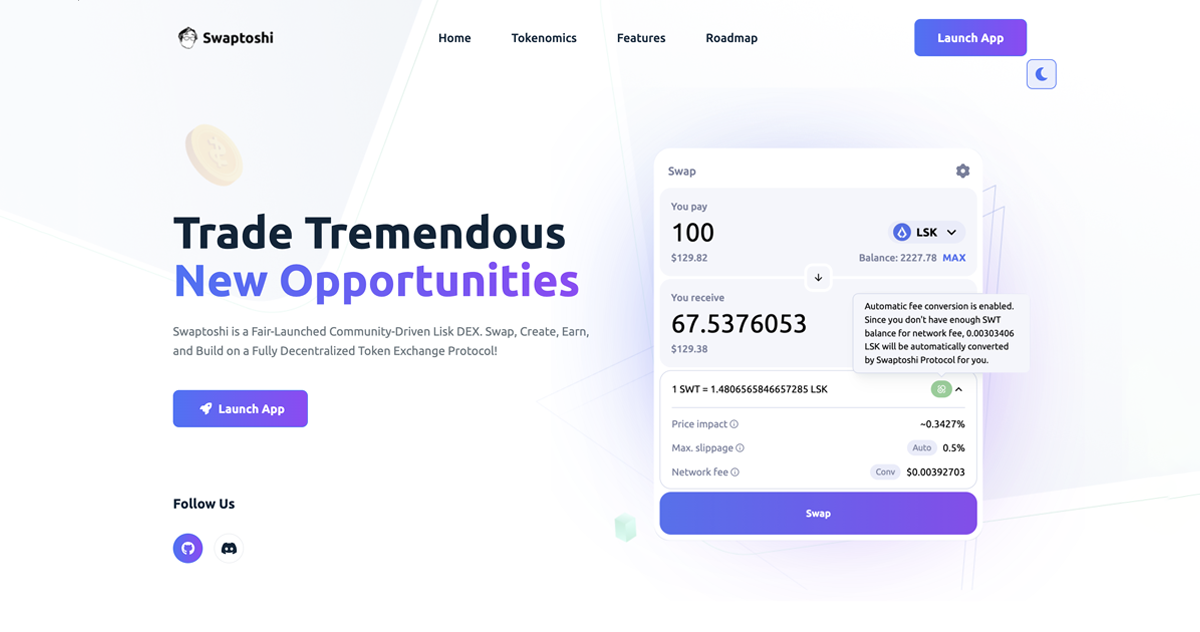 Swaptoshi
Home
Tokenomics
Features
Roadmap
Launch App
Trade Tremendous
New Opportunities
Swaptoshi is a Fair-Launched Community-Driven Lisk DEX. Swap, Create, Earn,
and Build on a Fully Decentralized Token Exchange Protocol!
Launch App
Follow Us
Swap
You pay
100
LSK
$129.82
Balance: 2227.78 MAX
You receive
67.5376053
$129.38
Automatic fee conversion is enabled.
Since you don't have enough SWT
balance for network fee, 0.00303406
LSK will be automatically converted
by Swaptoshi Protocol for you.
1 SWT = 1.4806565846657285 LSK
Price impact
~0.3427%
Max. slippage
Auto 0.5%
Network fee
Conv $0.00392703
Swap